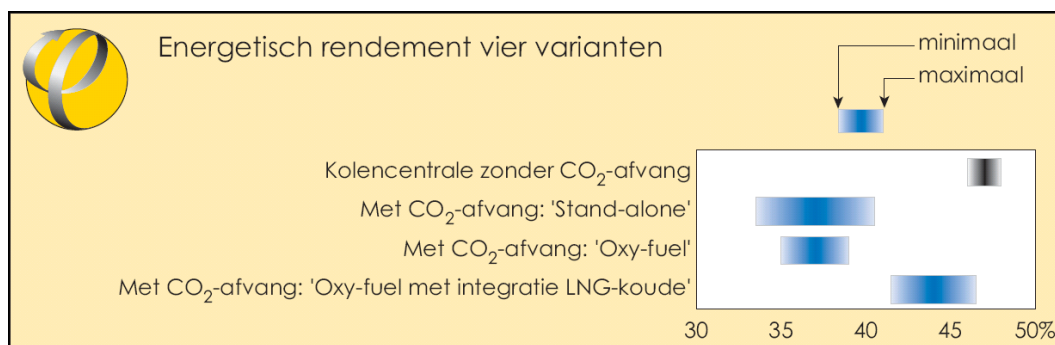 Energetisch rendement vier varianten
minimaal
maximaal
Kolencentrale zonder CO₂-afvang
Met CO₂-afvang: 'Stand-alone'
Met CO₂-afvang: 'Oxy-fuel'
Met CO₂-afvang: 'Oxy-fuel met integratie LNG-koude'
30 35 40 45 50%